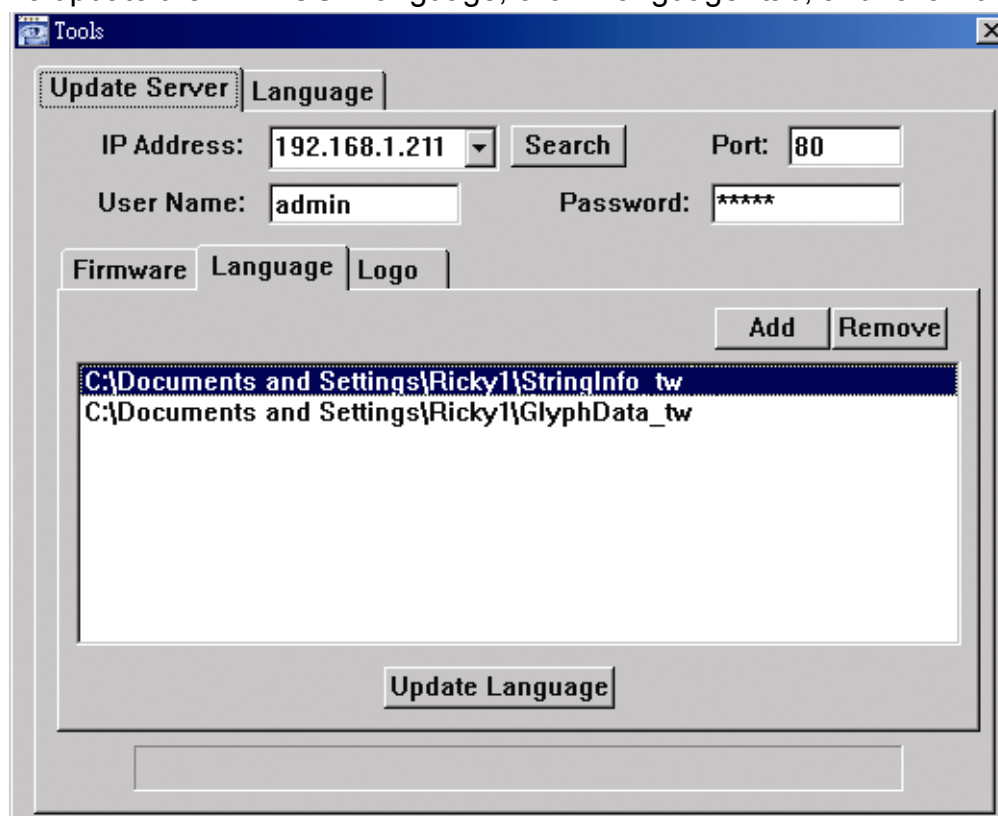 Tools
Update Server Language
IP Address: 192.168.1.211 Search Port: 80
User Name: admin Password: *****
Firmware Language Logo
Add Remove
C:\Documents and Settings\Ricky1\StringInfo_tw
C:\Documents and Settings\Ricky1\GlyphData_tw
Update Language